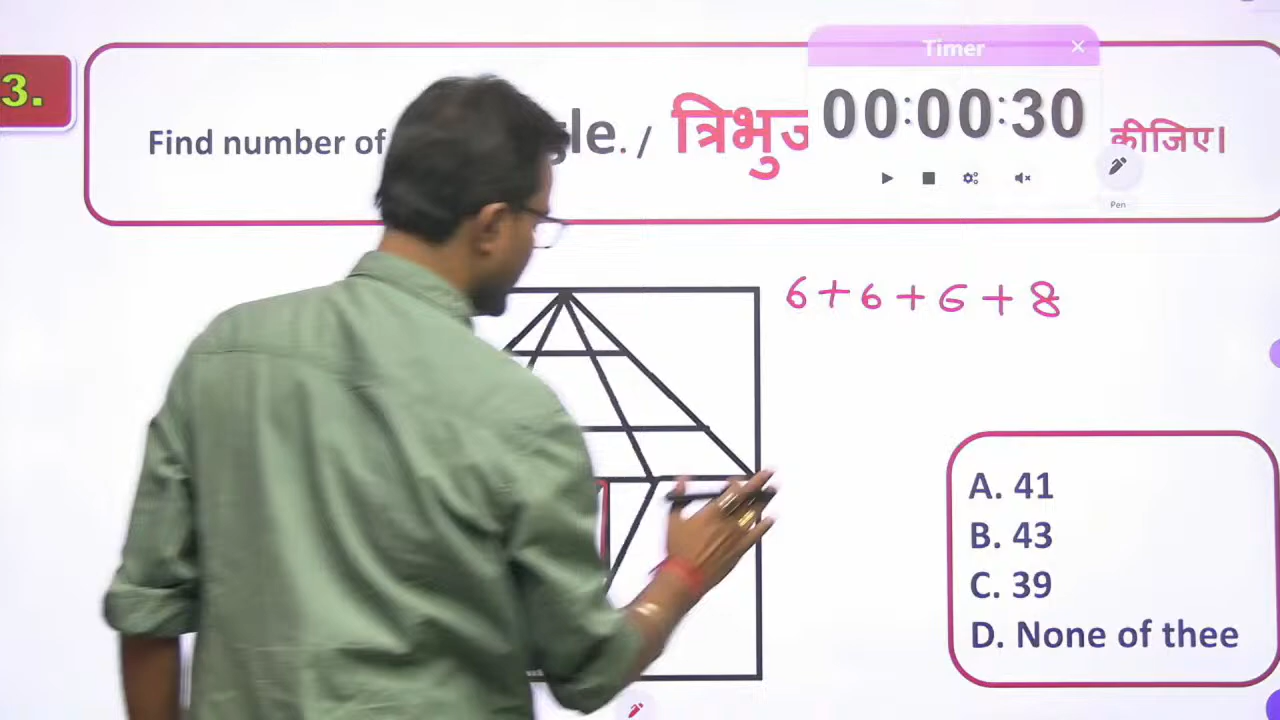 Timer
3.
00:00:30
Find number of gle. / कीजिए।
Pen
6+6+6+8
A. 41
B. 43
C. 39
D. None of thee